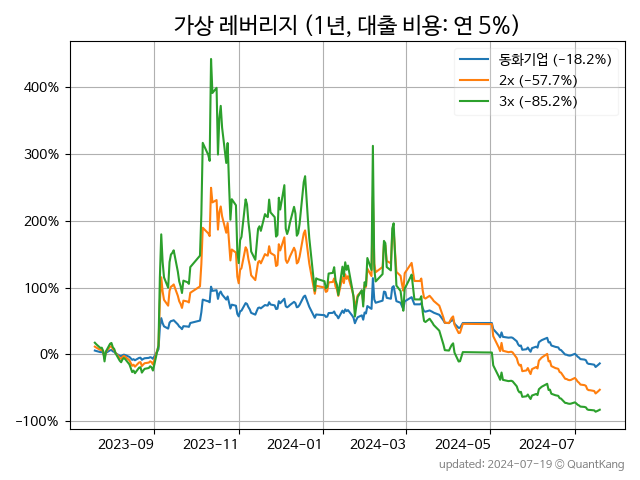 가상 레버리지 (1년, 대출 비용: 연 5%)
동화기업 (−18.2%)
2x (−57.7%)
3x (−85.2%)
400%
300%
200%
100%
0%
−100%
2023-09 2023-11 2024-01 2024-03 2024-05 2024-07
updated: 2024-07-19 © QuantKang